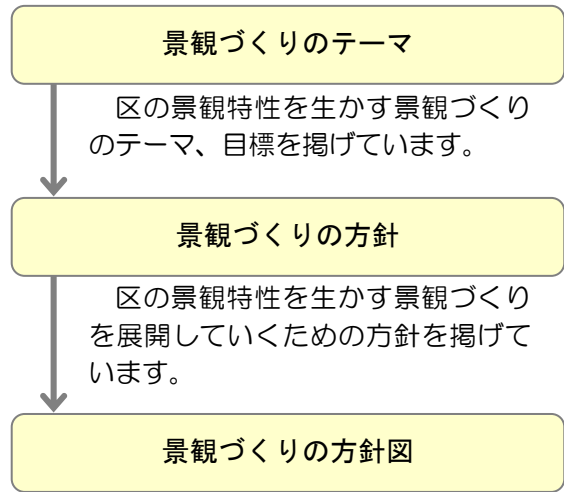 景観づくりのテーマ
区の景観特性を生かす景観づくり
のテーマ、目標を掲げています。
景観づくりの方針
区の景観特性を生かす景観づくり
を展開していくための方針を掲げて
います。
景観づくりの方針図